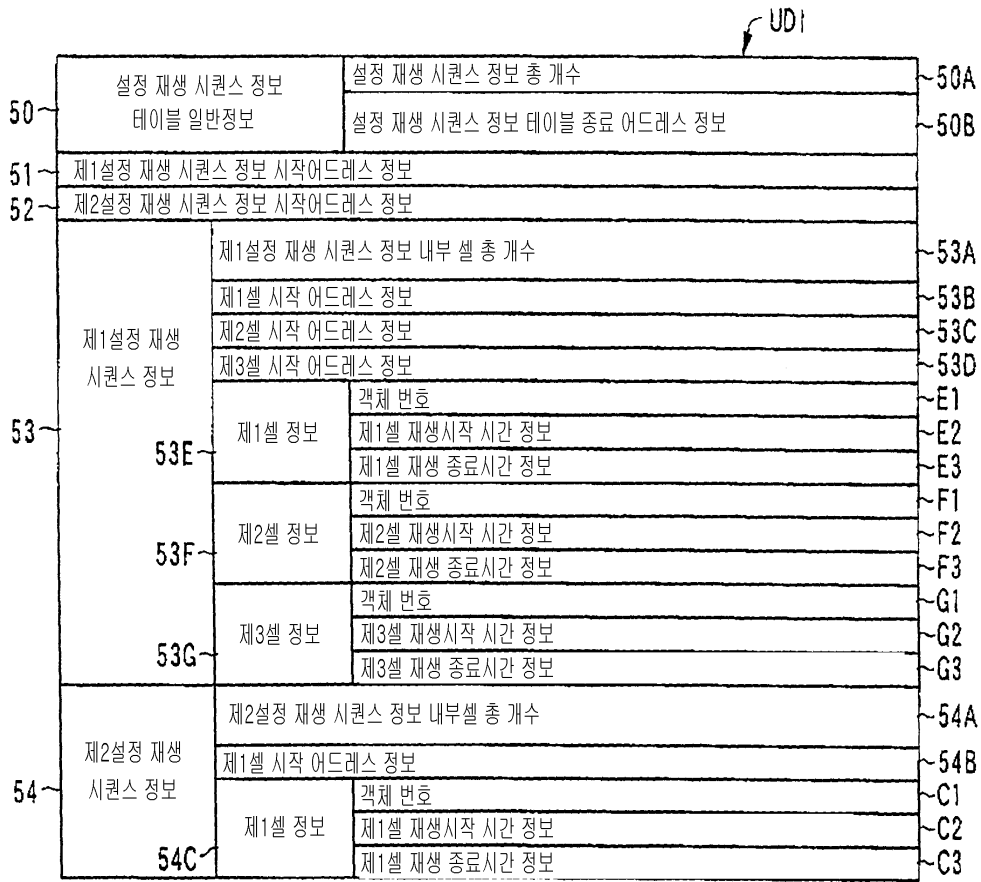 UDI
설정 재생 시퀀스 정보
테이블 일반정보
설정 재생 시퀀스 정보 총 개수
50A
50
설정 재생 시퀀스 정보 테이블 종료 어드레스 정보
50B
51
제1설정 재생 시퀀스 정보 시작어드레스 정보
52
제2설정 재생 시퀀스 정보 시작어드레스 정보
제1설정 재생
시퀀스 정보
53
제1설정 재생 시퀀스 정보 내부 셀 총 개수
53A
제1셀 시작 어드레스 정보
53B
제2셀 시작 어드레스 정보
53C
제3셀 시작 어드레스 정보
53D
제1셀 정보
53E
객체 번호
E1
제1셀 재생시작 시간 정보
E2
제1셀 재생 종료시간 정보
E3
제2셀 정보
53F
객체 번호
F1
제2셀 재생시작 시간 정보
F2
제2셀 재생 종료시간 정보
F3
제3셀 정보
53G
객체 번호
G1
제3셀 재생시작 시간 정보
G2
제3셀 재생 종료시간 정보
G3
제2설정 재생
시퀀스 정보
54
제2설정 재생 시퀀스 정보 내부셀 총 개수
54A
제1셀 시작 어드레스 정보
54B
제1셀 정보
54C
객체 번호
C1
제1셀 재생시작 시간 정보
C2
제1셀 재생 종료시간 정보
C3